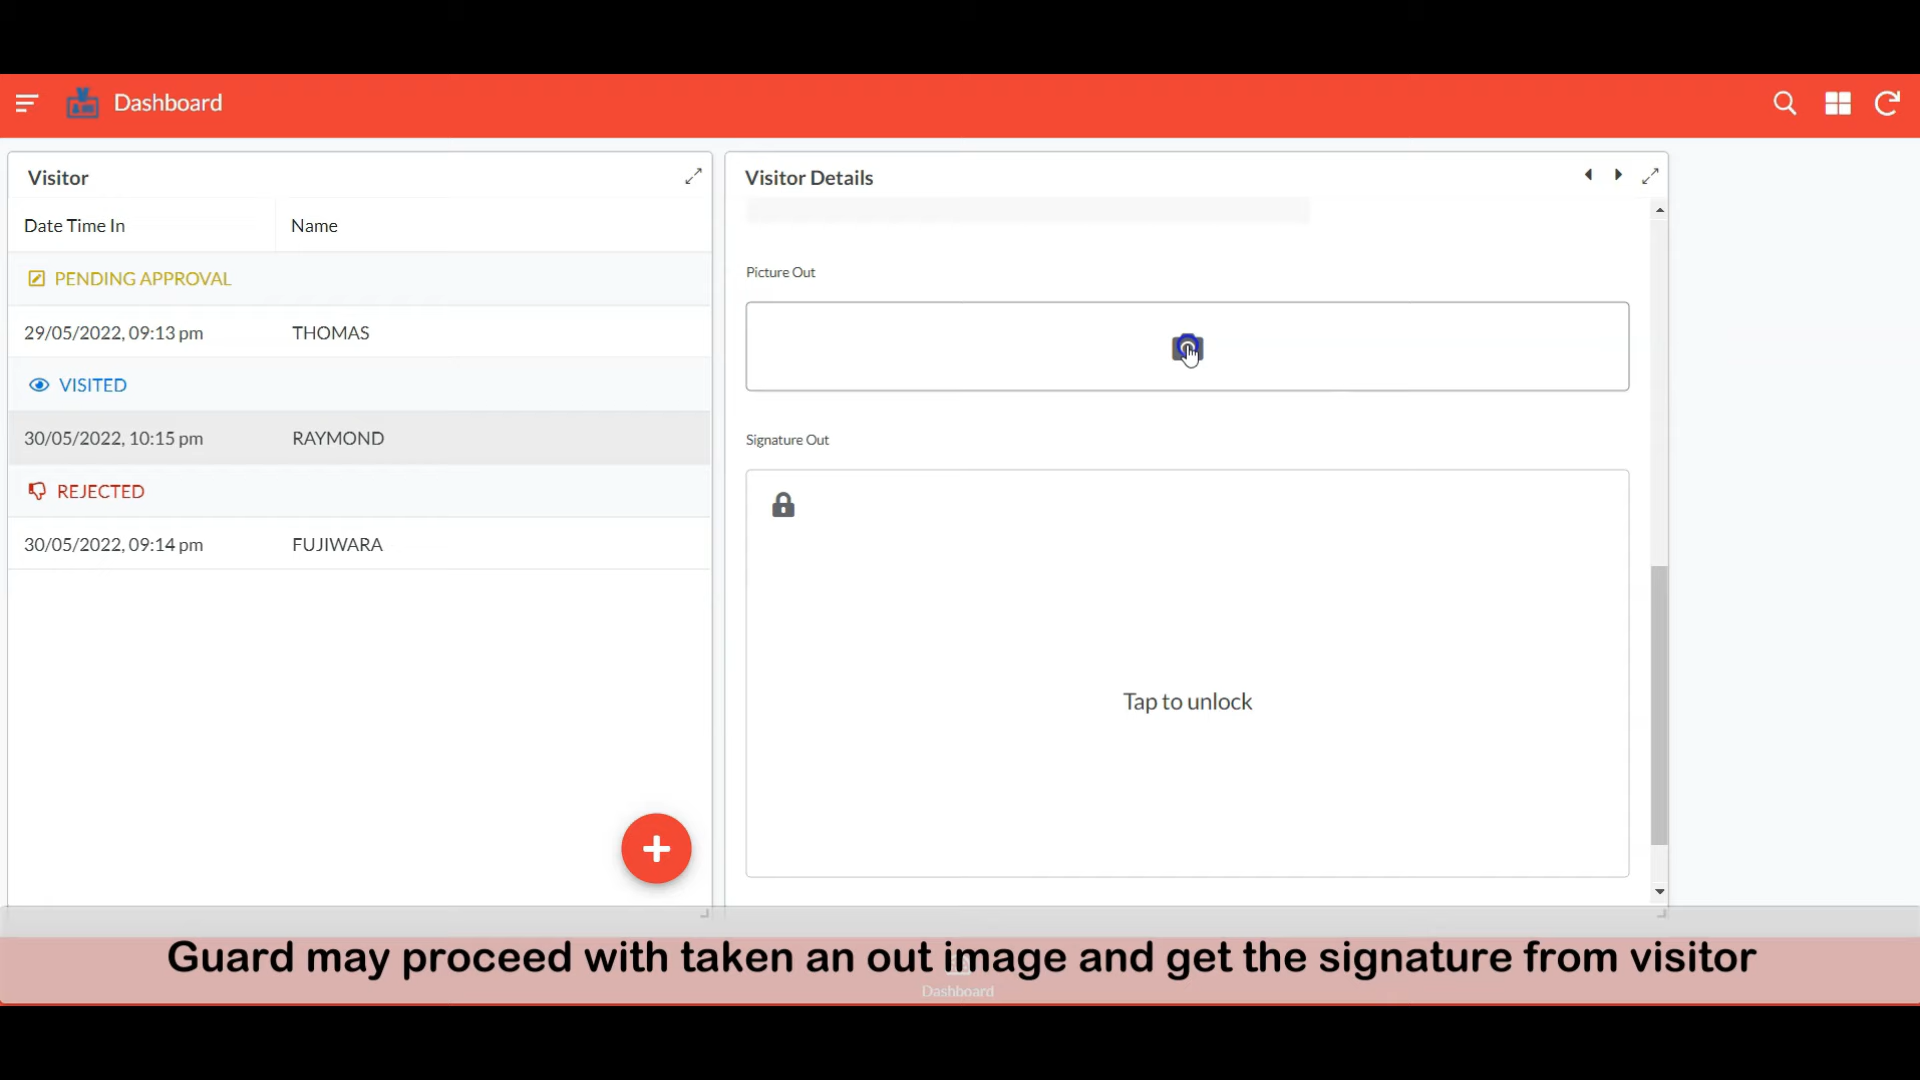 Dashboard
Visitor
Visitor Details
Date Time In Name
PENDING APPROVAL
29/05/2022, 09:13 pm THOMAS
VISITED
30/05/2022, 10:15 pm RAYMOND
REJECTED
30/05/2022, 09:14 pm FUJIWARA
Picture Out
Signature Out
Tap to unlock
Guard may proceed with taken an out image and get the signature from visitor
Dashboard